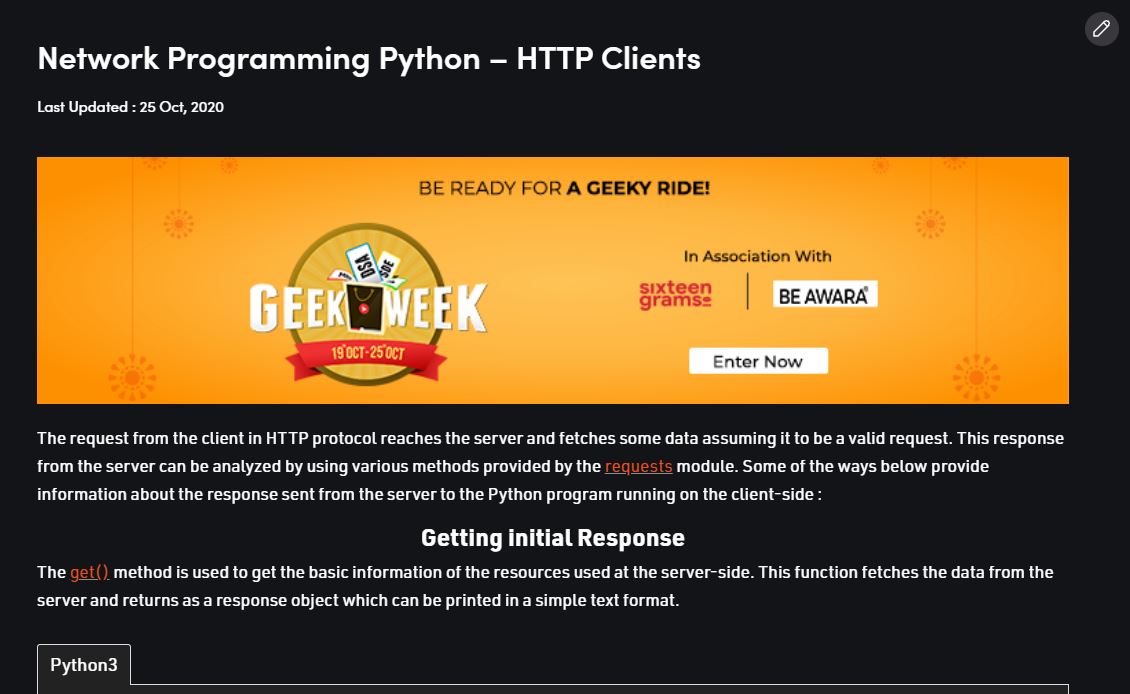 Network Programming Python – HTTP Clients
Last Updated : 25 Oct, 2020
BE READY FOR A GEEKY RIDE!
DSA
SDE
GEEK WEEK
19th OCT-25th OCT
In Association With
sixteen
grams
BE AWARA
Enter Now
The request from the client in HTTP protocol reaches the server and fetches some data assuming it to be a valid request. This response
from the server can be analyzed by using various methods provided by the requests module. Some of the ways below provide
information about the response sent from the server to the Python program running on the client-side :
Getting initial Response
The get() method is used to get the basic information of the resources used at the server-side. This function fetches the data from the
server and returns as a response object which can be printed in a simple text format.
Python3